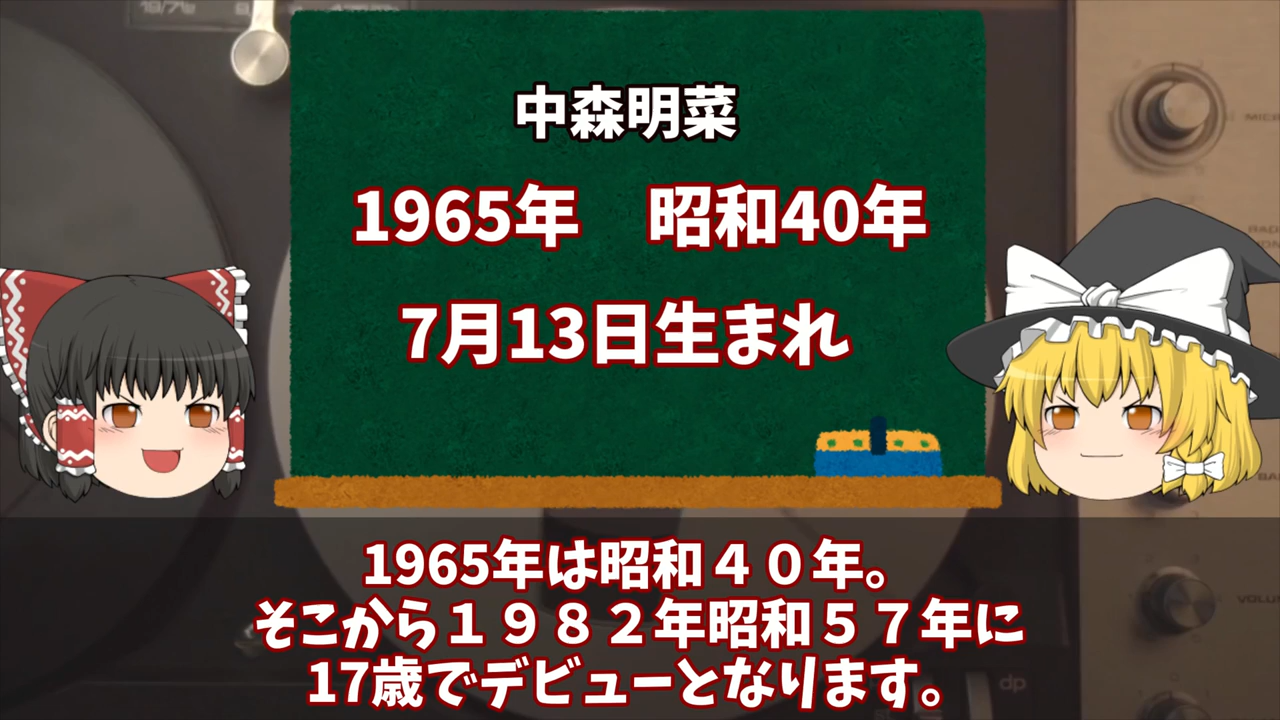 中森明菜
1965年　昭和40年
7月13日生まれ
1965年は昭和４０年。
そこから１９８２年昭和５７年に
17歳でデビューとなります。
dp